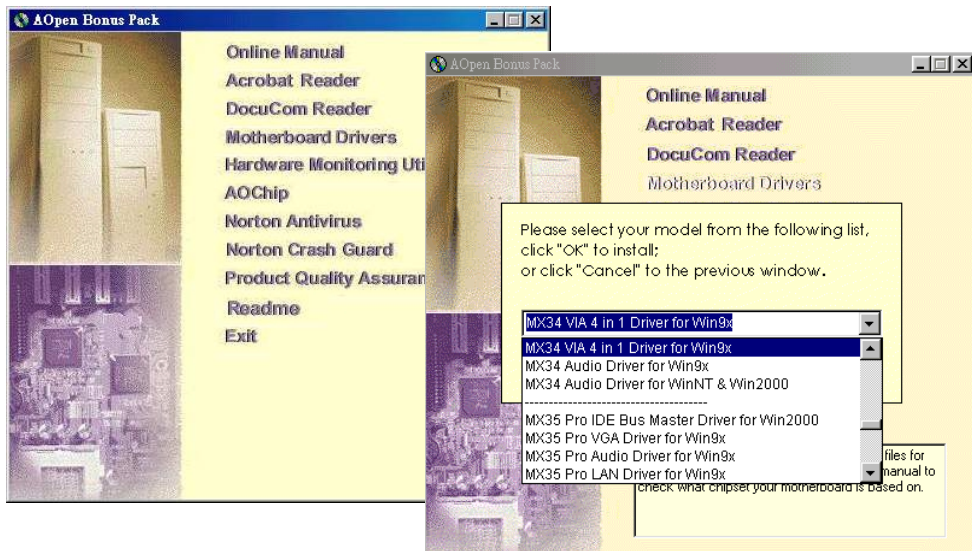 AOpen Bonus Pack
Online Manual
Acrobat Reader
DocuCom Reader
Motherboard Drivers
Hardware Monitoring Uti
AOChip
Norton Antivirus
Norton Crash Guard
Product Quality Assuran
Readme
Exit
AOpen Bonus Pack
Online Manual
Acrobat Reader
DocuCom Reader
Motherboard Drivers
Please select your model from the following list,
click "OK" to install;
or click "Cancel" to the previous window.
MX34 VIA 4 in 1 Driver for Win9x
MX34 VIA 4 in 1 Driver for Win9x
MX34 Audio Driver for Win9x
MX34 Audio Driver for WinNT & Win2000
------------------------------------
MX35 Pro IDE Bus Master Driver for Win2000
MX35 Pro VGA Driver for Win9x
MX35 Pro Audio Driver for Win9x
MX35 Pro LAN Driver for Win9x
files for
manual to
check what chipset your motherboard is based on.